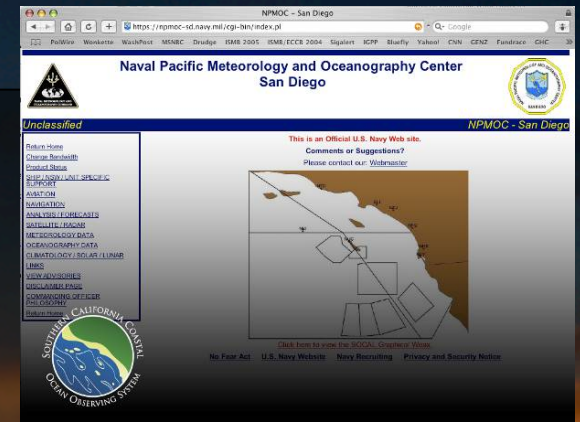 NPMOC - San Diego
https://npmoc-sd.navy.mil/cgi-bin/index.pl
Google
PolWire Wonkette WashPost MSNBC Drudge ISMB 2005 ISMB/ECCB 2004 Sigalert IGPP Bluefly Yahoo! CNN GENZ Fundrace CHC
Naval Pacific Meteorology and Oceanography Center
San Diego
Unclassified
NPMOC - San Diego
Return Home
Change Bandwidth
Product Status
SHIP / NSW / UNIT SPECIFIC
SUPPORT
AVIATION
NAVIGATION
ANALYSIS / FORECASTS
SATELLITE / RADAR
METEOROLOGY DATA
OCEANOGRAPHY DATA
CLIMATOLOGY / SOLAR / LUNAR
LINKS
VIEW ADVISORIES
DISCLAIMER PAGE
COMMANDING OFFICER
PHILOSOPHY
Return Home
This is an Official U.S. Navy Web site.
Comments or Suggestions?
Please contact our: Webmaster
Click here to view the SOCAL Graphical Winds.
No Fear Act U.S. Navy Website Navy Recruiting Privacy and Security Notice
SOUTHERN CALIFORNIA COASTAL
OCEAN OBSERVING SYSTEM